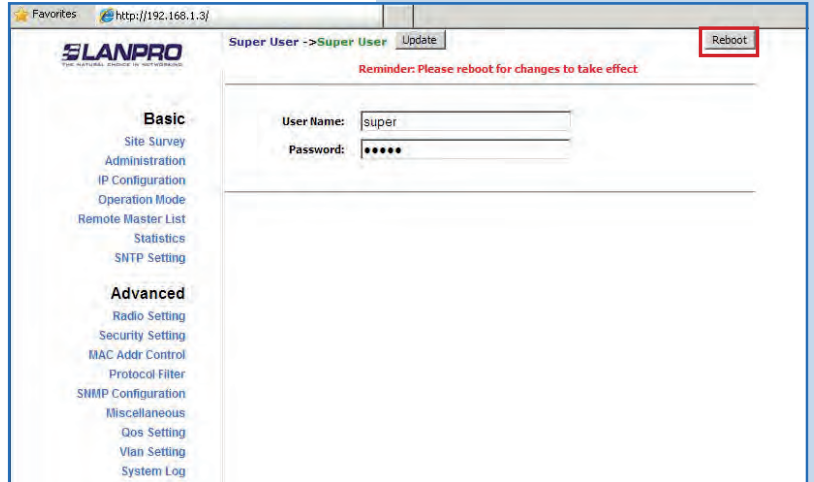 Favorites http://192.168.1.3/
LANPRO
THE NATURAL CHOICE IN NETWORKING
Super User ->Super User Update Reboot
Reminder: Please reboot for changes to take effect
User Name: super
Password: •••••
Basic
Site Survey
Administration
IP Configuration
Operation Mode
Remote Master List
Statistics
SNTP Setting
Advanced
Radio Setting
Security Setting
MAC Addr Control
Protocol Filter
SNMP Configuration
Miscellaneous
Qos Setting
Vlan Setting
System Log